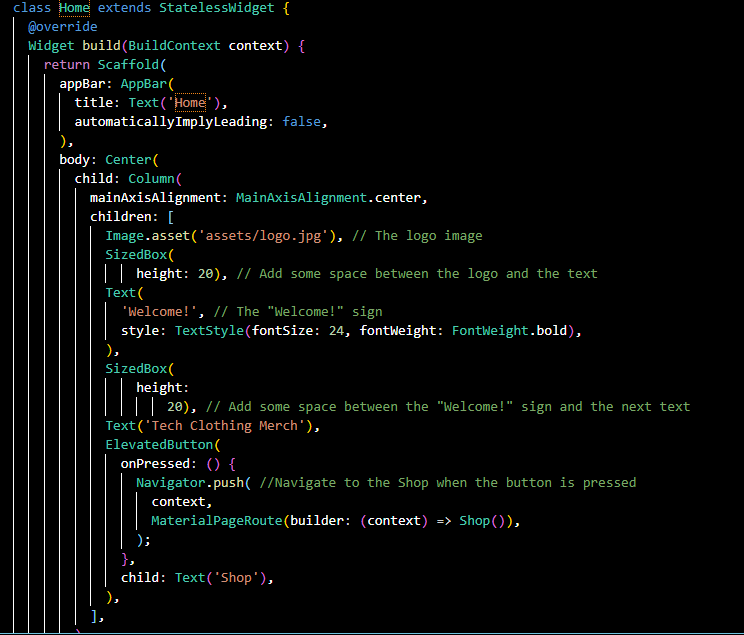 class Home extends StatelessWidget {
  @override
  Widget build(BuildContext context) {
    return Scaffold(
      appBar: AppBar(
        title: Text('Home'),
        automaticallyImplyLeading: false,
      ),
      body: Center(
        child: Column(
          mainAxisAlignment: MainAxisAlignment.center,
          children: [
            Image.asset('assets/logo.jpg'), // The logo image
            SizedBox(
                height: 20), // Add some space between the logo and the text
            Text(
              'Welcome!', // The "Welcome!" sign
              style: TextStyle(fontSize: 24, fontWeight: FontWeight.bold),
            ),
            SizedBox(
                height:
                    20), // Add some space between the "Welcome!" sign and the next text
            Text('Tech Clothing Merch'),
            ElevatedButton(
              onPressed: () {
                Navigator.push( //Navigate to the Shop when the button is pressed
                  context,
                  MaterialPageRoute(builder: (context) => Shop()),
                );
              },
              child: Text('Shop'),
            ),
          ],
        )